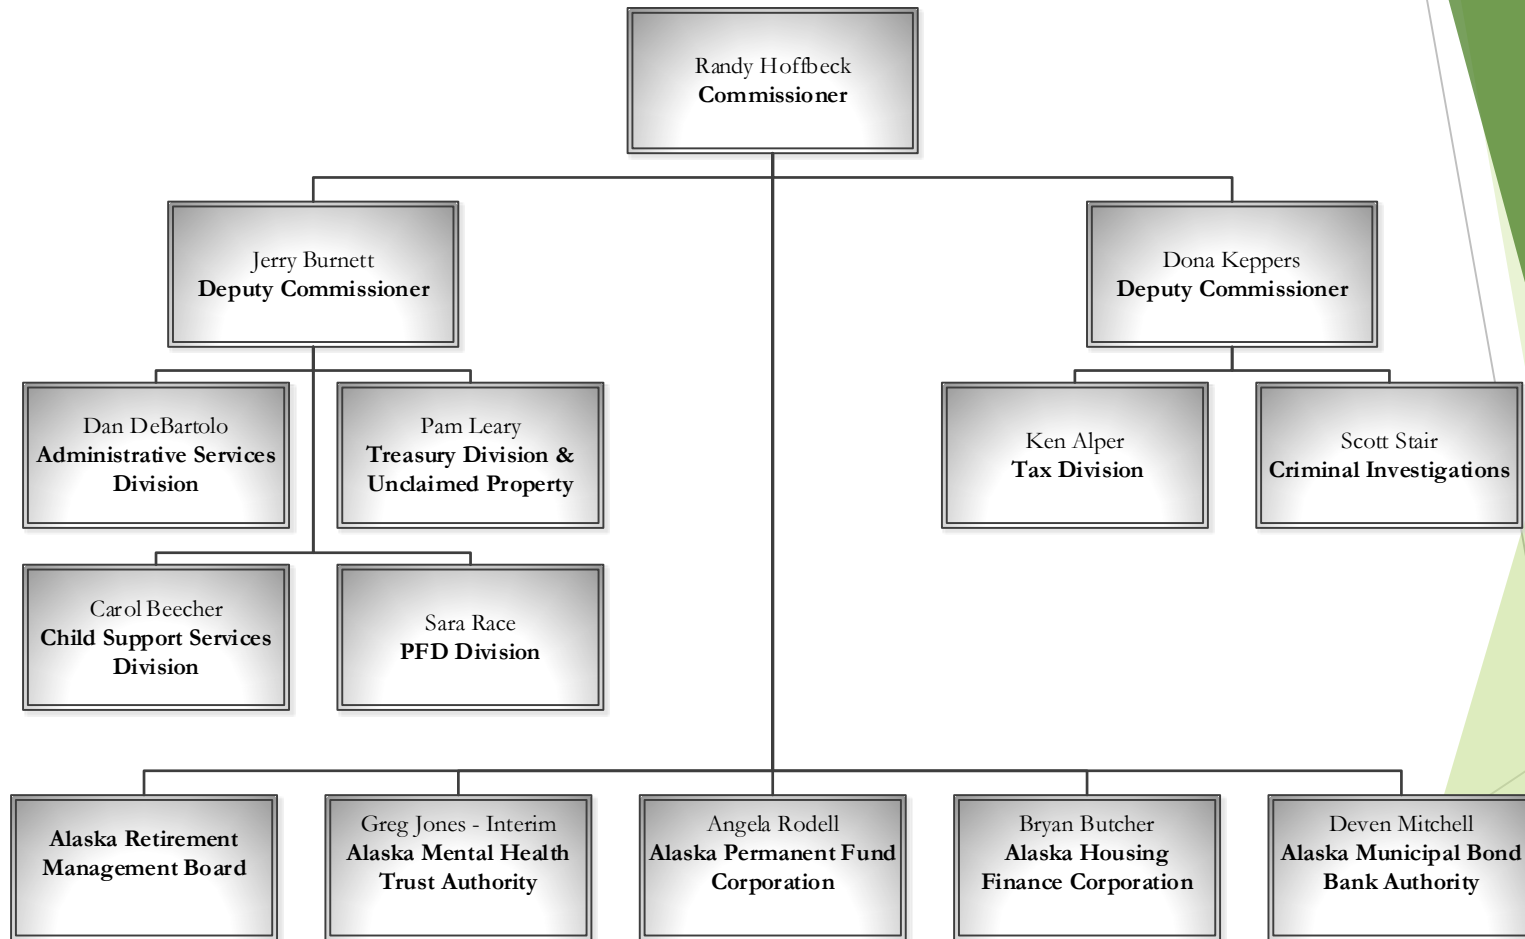 Randy Hoffbeck
Commissioner
Jerry Burnett
Deputy Commissioner
Dona Keppers
Deputy Commissioner
Dan DeBartolo
Administrative Services
Division
Pam Leary
Treasury Division &
Unclaimed Property
Ken Alper
Tax Division
Scott Stair
Criminal Investigations
Carol Beecher
Child Support Services
Division
Sara Race
PFD Division
Alaska Retirement
Management Board
Greg Jones - Interim
Alaska Mental Health
Trust Authority
Angela Rodell
Alaska Permanent Fund
Corporation
Bryan Butcher
Alaska Housing
Finance Corporation
Deven Mitchell
Alaska Municipal Bond
Bank Authority